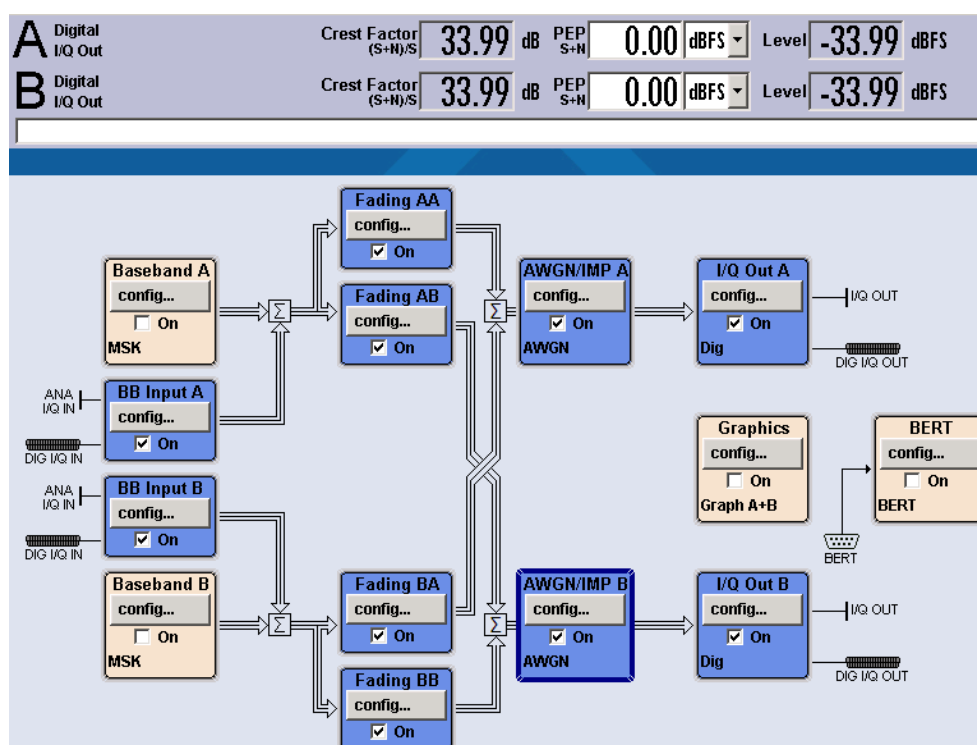 A Digital I/Q Out Crest Factor (S+N)/S 33.99 dB PEP S+N 0.00 dBFS Level -33.99 dBFS
B Digital I/Q Out Crest Factor (S+N)/S 33.99 dB PEP S+N 0.00 dBFS Level -33.99 dBFS
Fading AA
config...
On
Baseband A
config...
On
MSK
Σ
Fading AB
config...
On
Σ
AWGN/IMP A
config...
On
AWGN
I/Q Out A
config...
On
Dig
I/Q OUT
DIG I/Q OUT
ANA I/Q IN
DIG I/Q IN
BB Input A
config...
On
Graphics
config...
On
Graph A+B
BERT
config...
On
BERT
BERT
ANA I/Q IN
DIG I/Q IN
BB Input B
config...
On
Baseband B
config...
On
MSK
Σ
Fading BA
config...
On
Σ
AWGN/IMP B
config...
On
AWGN
I/Q Out B
config...
On
Dig
I/Q OUT
DIG I/Q OUT
Fading BB
config...
On